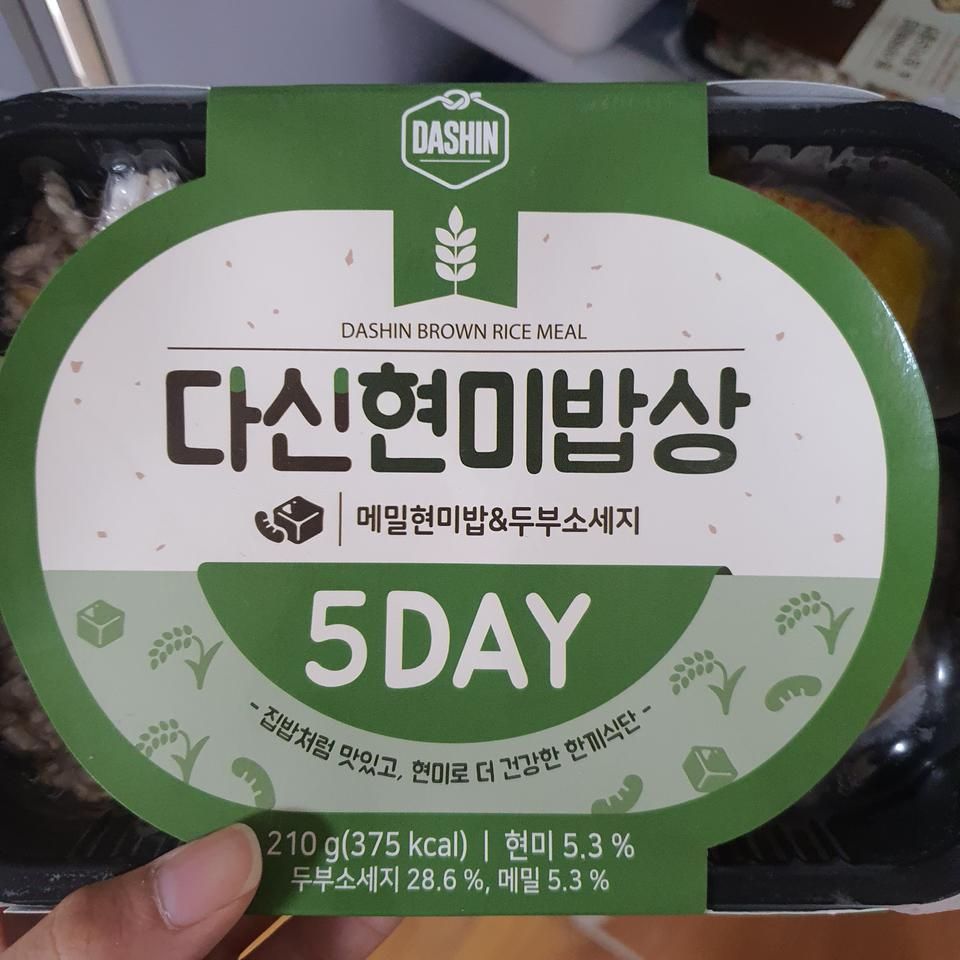 DASHIN
DASHIN BROWN RICE MEAL
다신현미밥상
메밀현미밥&두부소세지
5DAY
- 집밥처럼 맛있고, 현미로 더 건강한 한끼식단 -
210 g(375 kcal) | 현미 5.3 %
두부소세지 28.6 %, 메밀 5.3 %